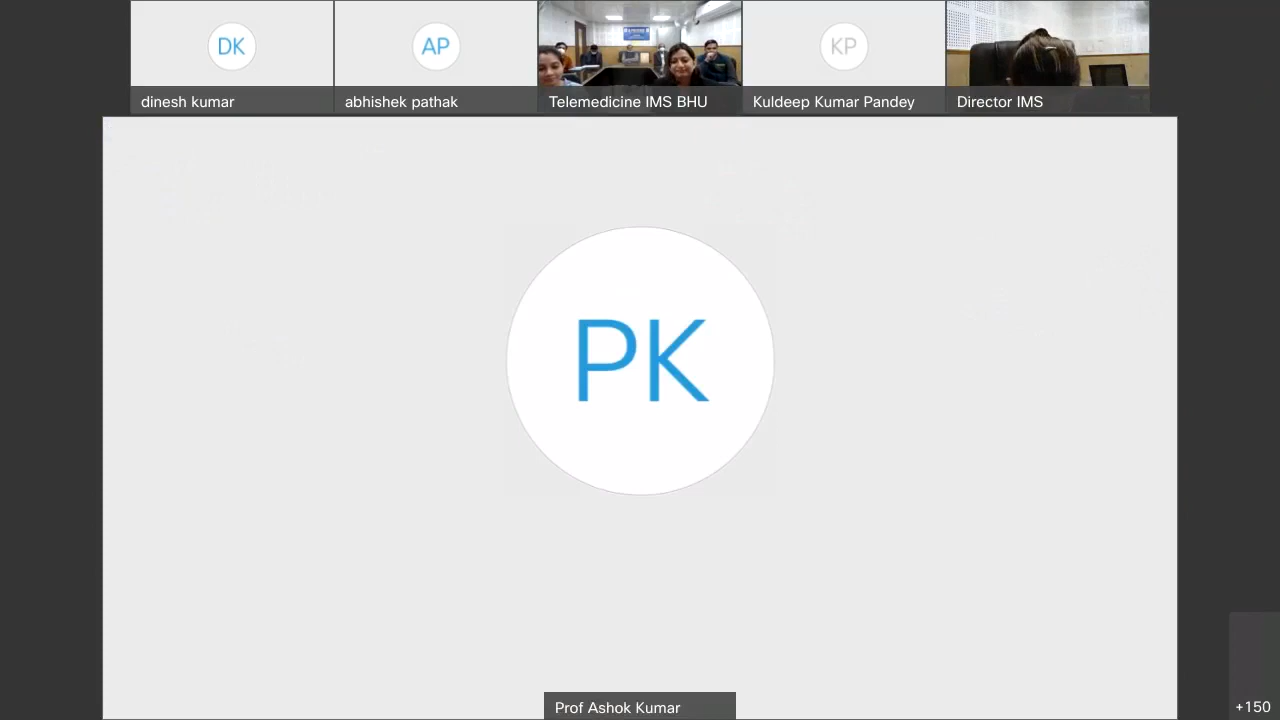 DK
AP
KP
dinesh kumar
abhishek pathak
Telemedicine IMS BHU
Kuldeep Kumar Pandey
Director IMS
PK
Prof Ashok Kumar
+150